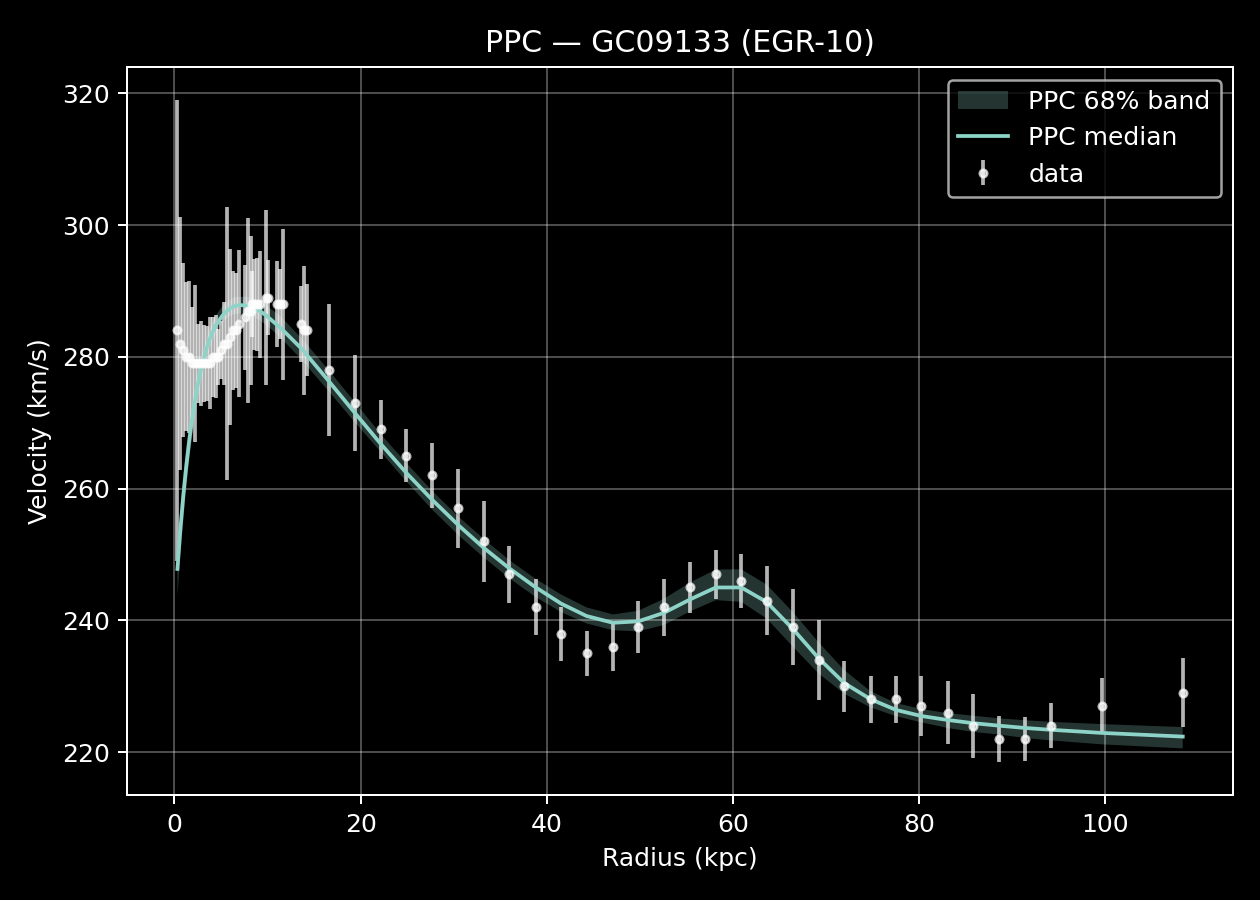 PPC — GC09133 (EGR-10)
PPC 68% band
PPC median
data
320
300
280
260
240
220
Velocity (km/s)
0 20 40 60 80 100
Radius (kpc)